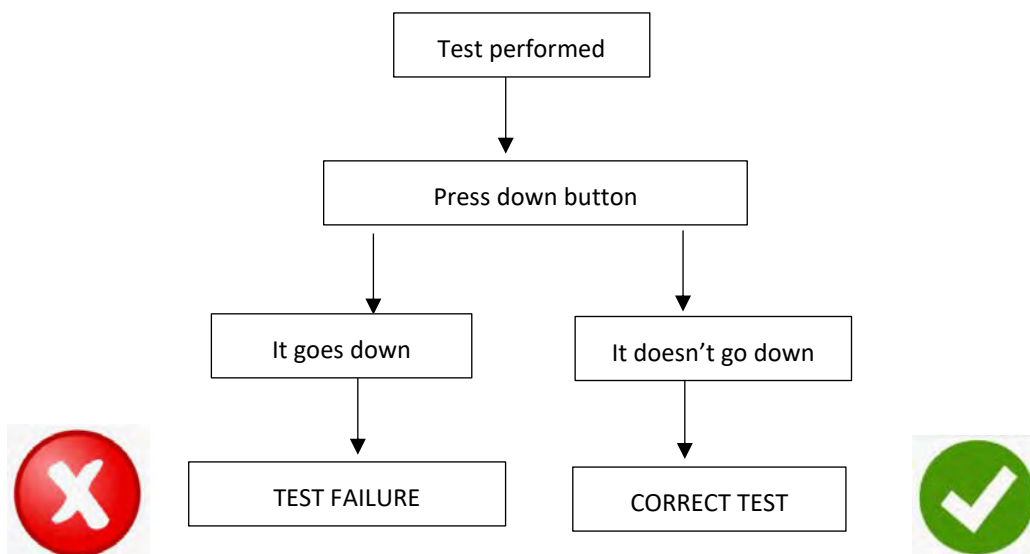 Test performed
Press down button
It goes down
It doesn’t go down
TEST FAILURE
CORRECT TEST